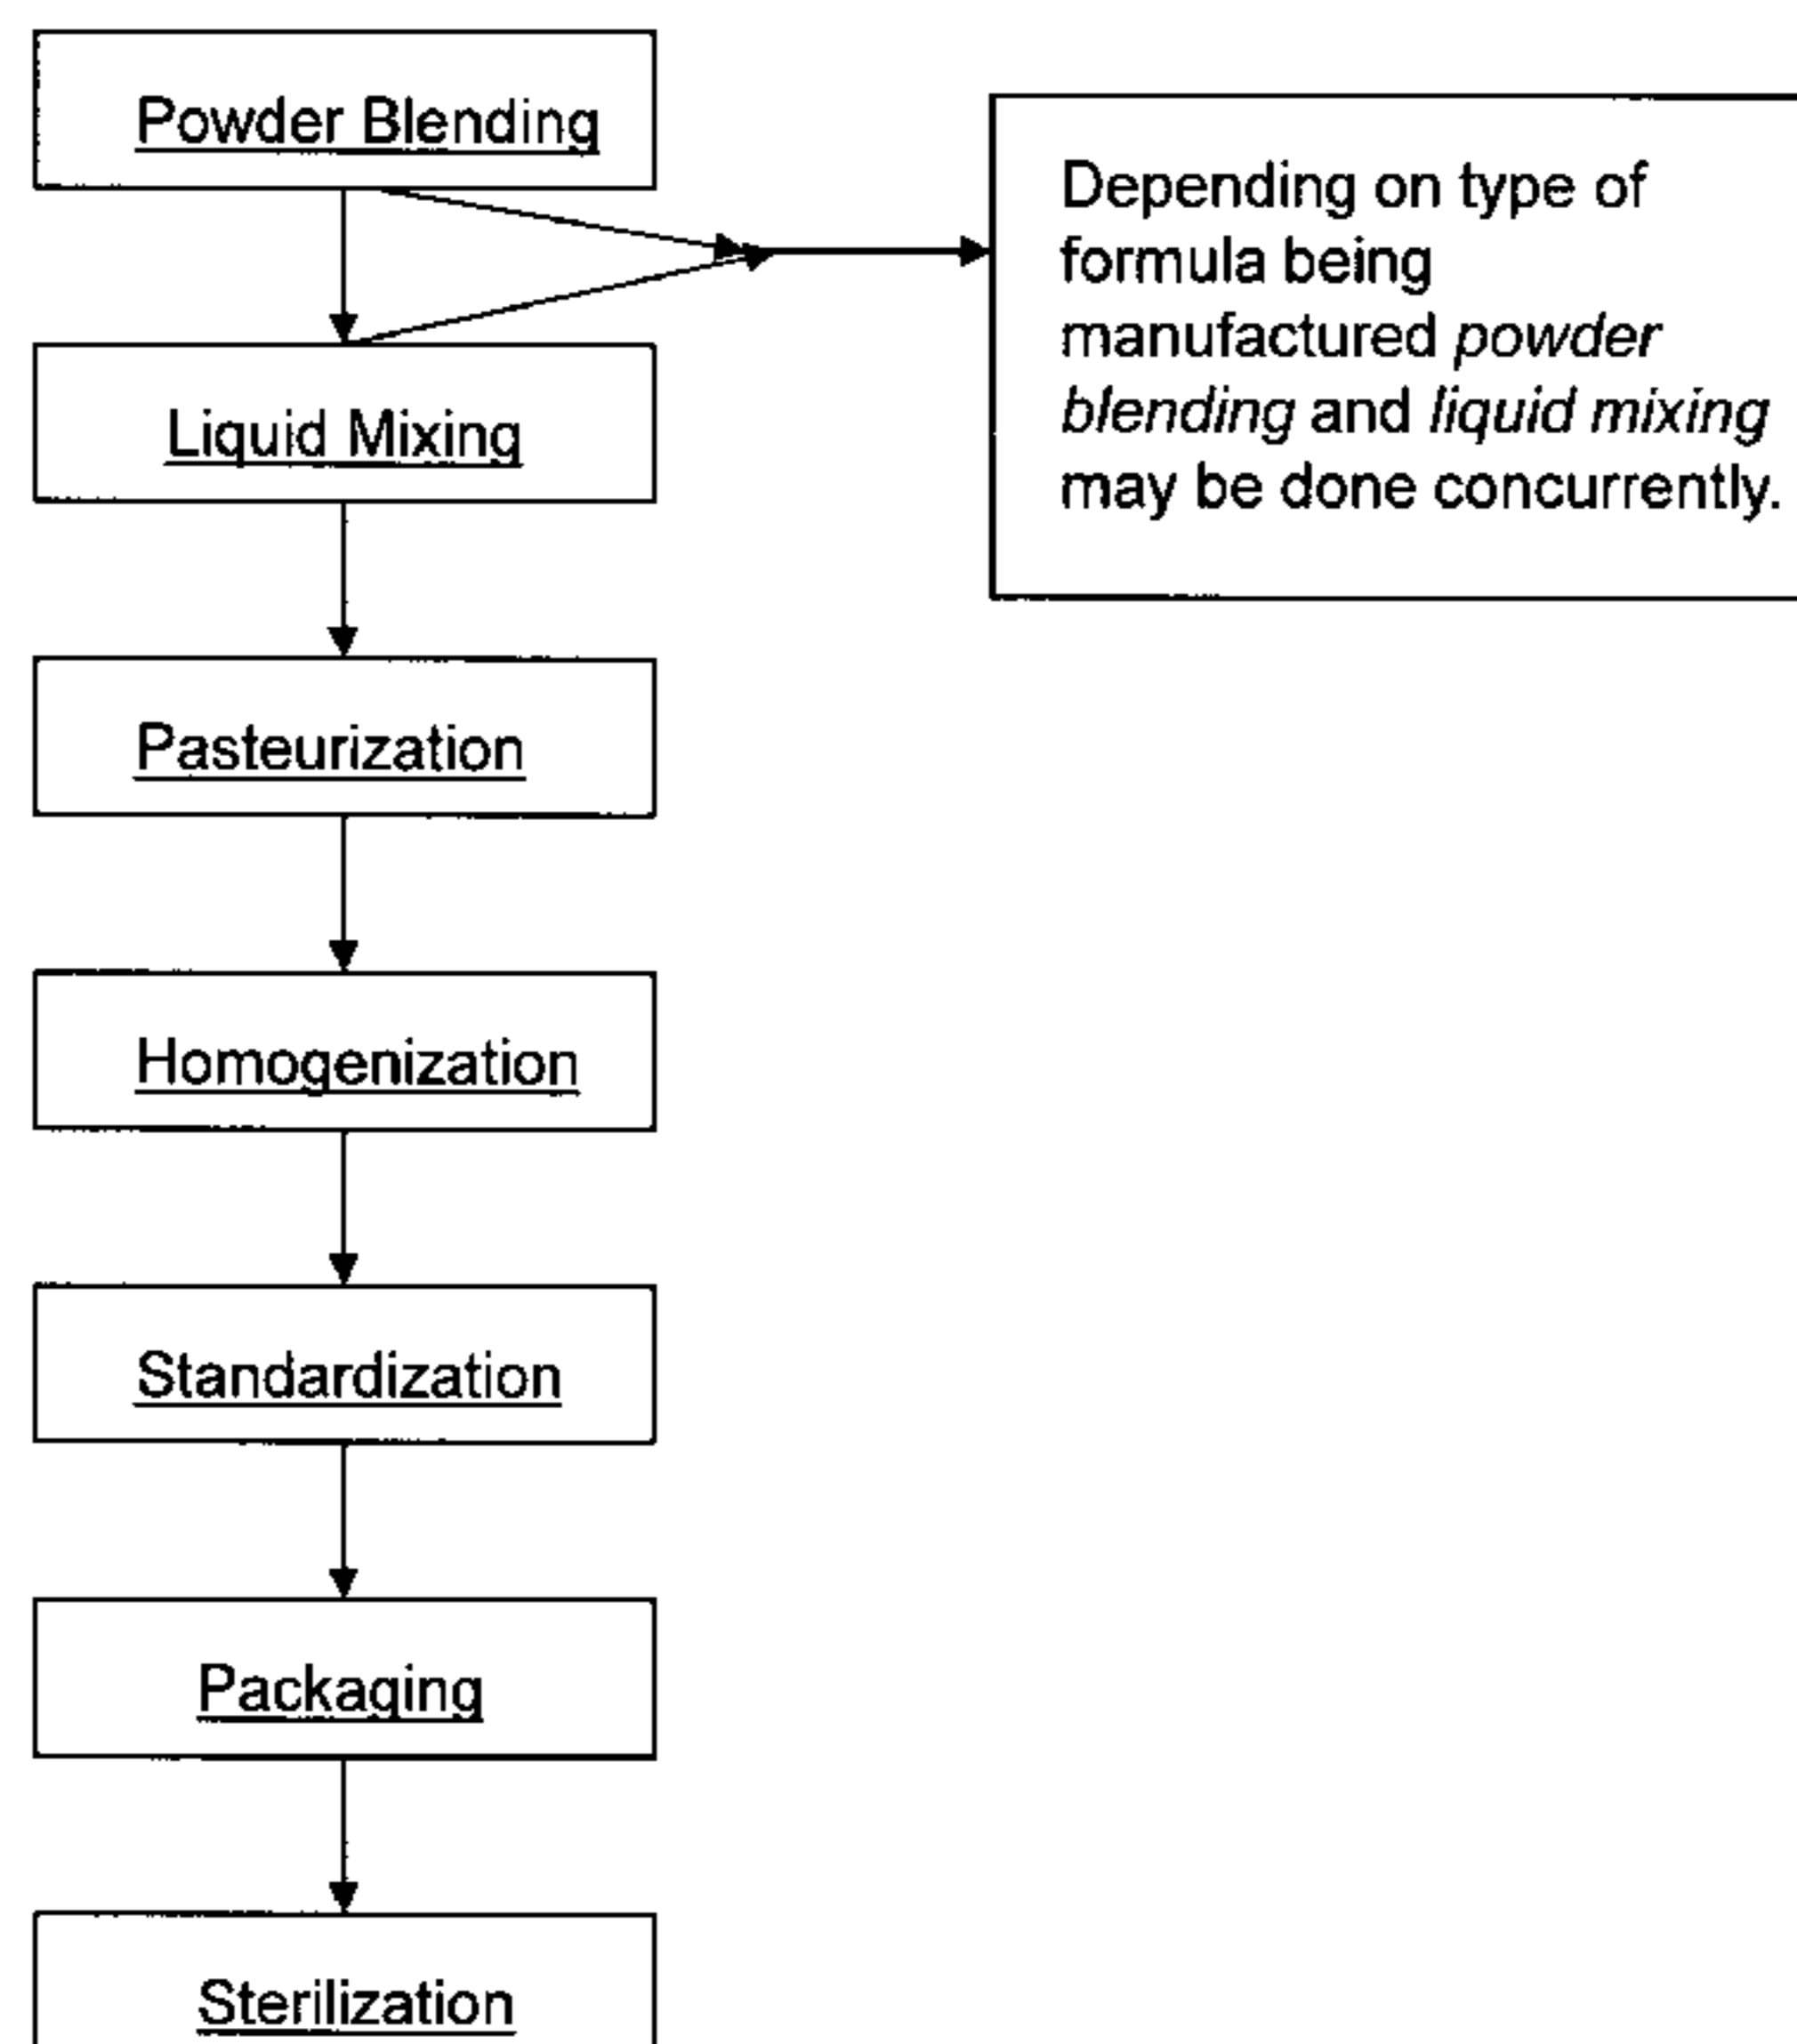 Powder Blending
Depending on type of
formula being
manufactured powder
blending and liquid mixing
may be done concurrently.
Liquid Mixing
Pasteurization
Homogenization
Standardization
Packaging
Sterilization